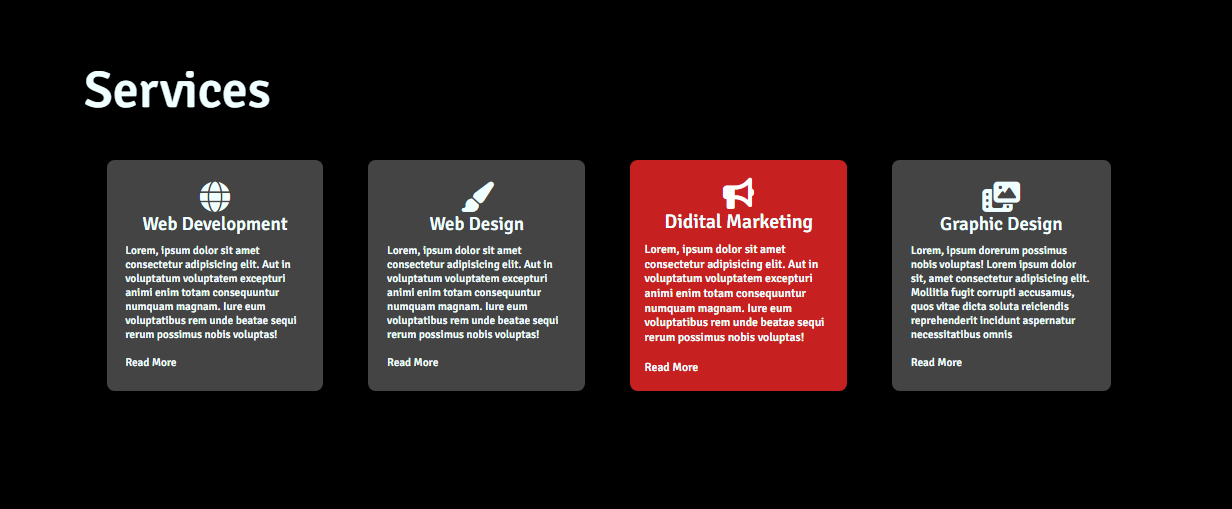 Services
Web Development
Lorem, ipsum dolor sit amet
consectetur adipisicing elit. Aut in
voluptatum voluptatem excepturi
animi enim totam consequuntur
numquam magnam. Iure eum
voluptatibus rem unde beatae sequi
rerum possimus nobis voluptas!
Read More
Web Design
Lorem, ipsum dolor sit amet
consectetur adipisicing elit. Aut in
voluptatum voluptatem excepturi
animi enim totam consequuntur
numquam magnam. Iure eum
voluptatibus rem unde beatae sequi
rerum possimus nobis voluptas!
Read More
Didital Marketing
Lorem, ipsum dolor sit amet
consectetur adipisicing elit. Aut in
voluptatum voluptatem excepturi
animi enim totam consequuntur
numquam magnam. Iure eum
voluptatibus rem unde beatae sequi
rerum possimus nobis voluptas!
Read More
Graphic Design
Lorem, ipsum dorerum possimus
nobis voluptas! Lorem ipsum dolor
sit, amet consectetur adipisicing elit.
Mollitia fugit corrupti accusamus,
quos vitae dicta soluta reiciendis
reprehenderit incidunt aspernatur
necessitatibus omnis
Read More